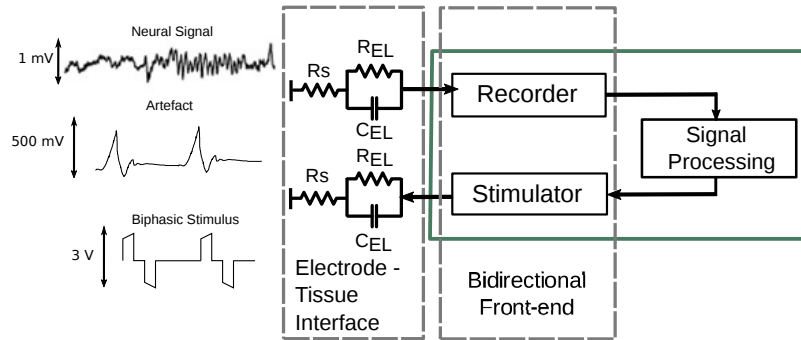 Neural Signal
1 mV
Artefact
500 mV
Biphasic Stimulus
3 V
Rs
REL
CEL
Rs
REL
CEL
Electrode -
Tissue
Interface
Recorder
Stimulator
Bidirectional
Front-end
Signal
Processing